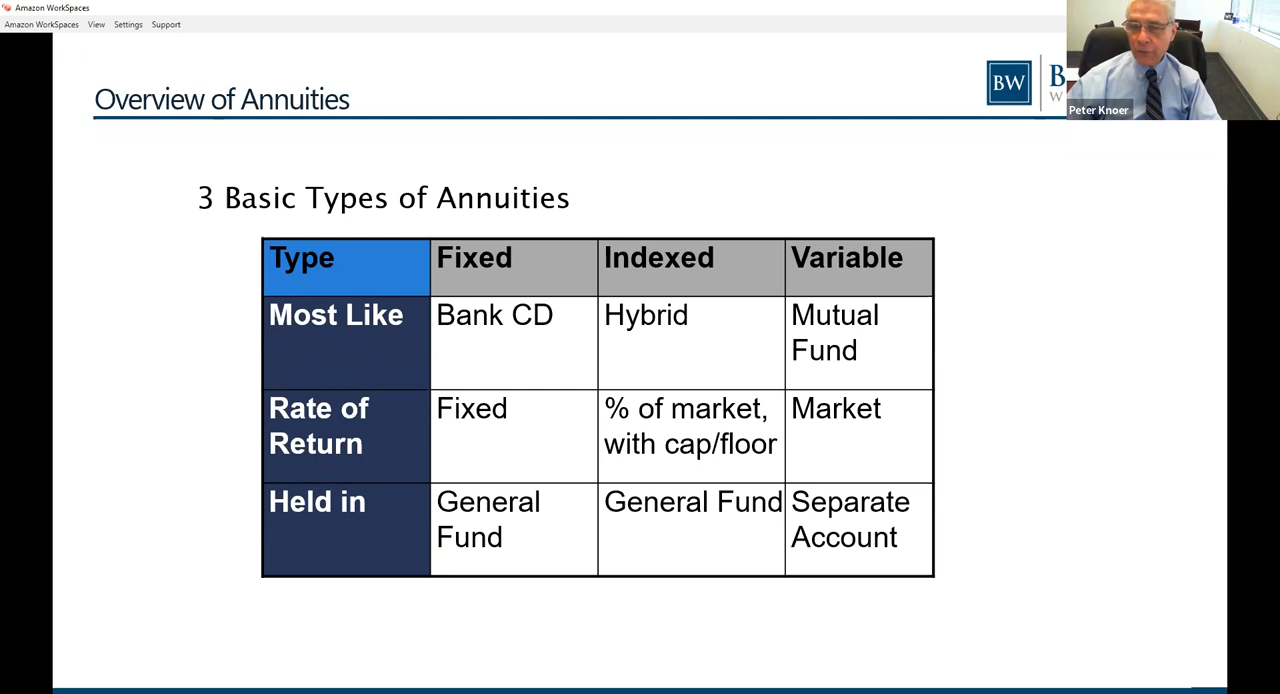 Amazon WorkSpaces
Amazon WorkSpaces View Settings Support
Overview of Annuities
BW
B
W
Peter Knoer
3 Basic Types of Annuities
Type Fixed Indexed Variable
Most Like Bank CD Hybrid Mutual
Fund
Rate of Fixed % of market, Market
Return with cap/floor
Held in General General Fund Separate
Fund Account